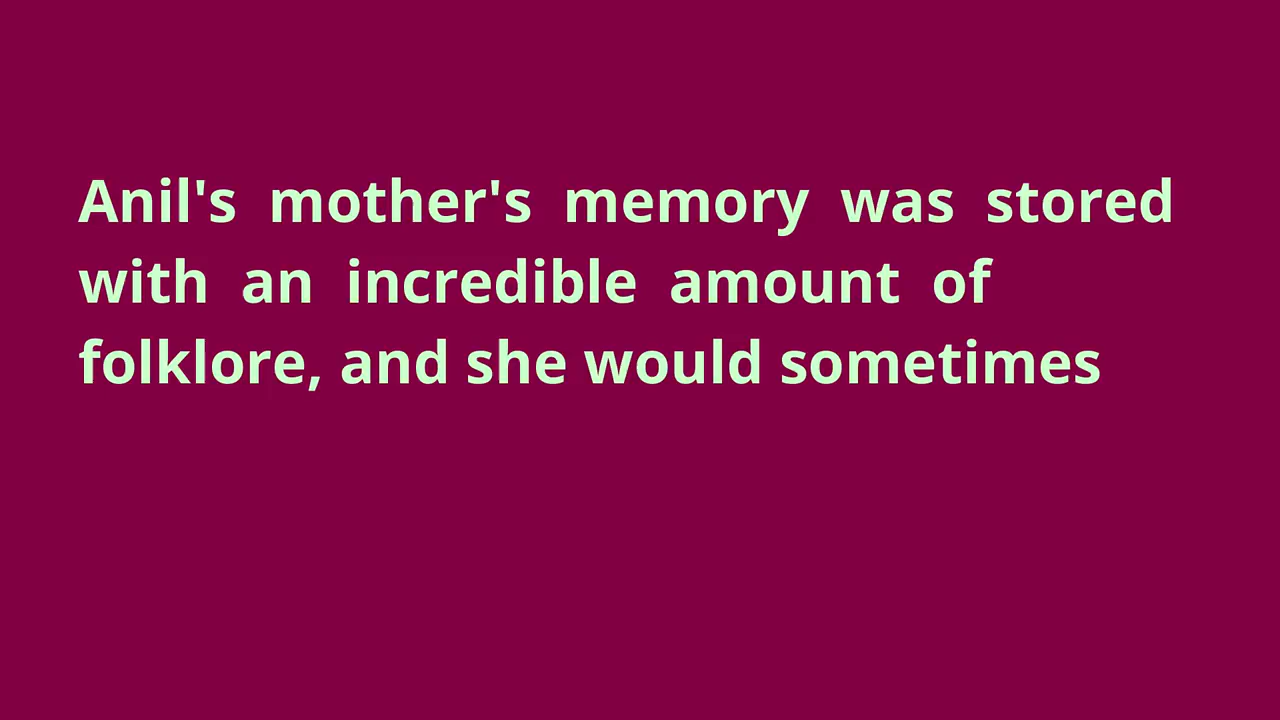 Anil's mother's memory was stored
with an incredible amount of
folklore, and she would sometimes